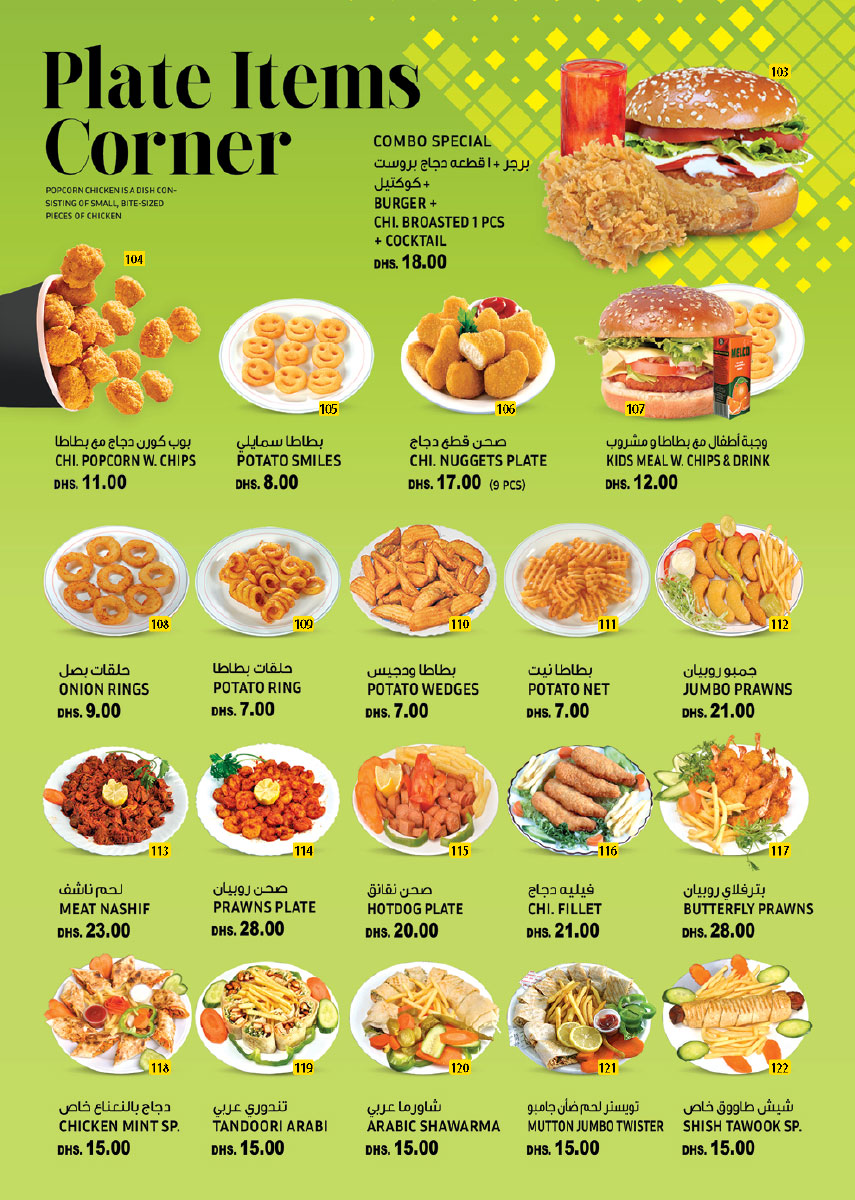 Plate Items
Corner
POPCORN CHICKEN IS A DISH CON-
SISTING OF SMALL, BITE-SIZED
PIECES OF CHICKEN
103
COMBO SPECIAL
برجر + ١ قطعه دجاج بروست
+ كوكتيل
BURGER +
CHI. BROASTED 1 PCS
+ COCKTAIL
DHS. 18.00
104
بوب كورن دجاج مع بطاطا
CHI. POPCORN W. CHIPS
DHS. 11.00
105
بطاطا سمايلي
POTATO SMILES
DHS. 8.00
106
صحن قطع دجاج
CHI. NUGGETS PLATE
DHS. 17.00 (9 PCS)
MELCO
107
وجبة أطفال مع بطاطا و مشروب
KIDS MEAL W. CHIPS & DRINK
DHS. 12.00
108
حلقات بصل
ONION RINGS
DHS. 9.00
109
حلقات بطاطا
POTATO RING
DHS. 7.00
110
بطاطا ودجيس
POTATO WEDGES
DHS. 7.00
111
بطاطا نيت
POTATO NET
DHS. 7.00
112
جمبو روبيان
JUMBO PRAWNS
DHS. 21.00
113
لحم ناشف
MEAT NASHIF
DHS. 23.00
114
صحن روبيان
PRAWNS PLATE
DHS. 28.00
115
صحن نقانق
HOTDOG PLATE
DHS. 20.00
116
فيليه دجاج
CHI. FILLET
DHS. 21.00
117
بترفلاي روبيان
BUTTERFLY PRAWNS
DHS. 28.00
118
دجاج بالنعناع خاص
CHICKEN MINT SP.
DHS. 15.00
119
تندوري عربي
TANDOORI ARABI
DHS. 15.00
120
شاورما عربي
ARABIC SHAWARMA
DHS. 15.00
121
تويستر لحم ضأن جامبو
MUTTON JUMBO TWISTER
DHS. 15.00
122
شيش طاووق خاص
SHISH TAWOOK SP.
DHS. 15.00